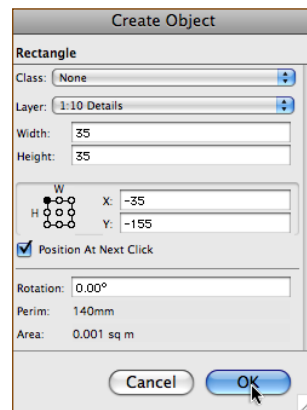 Create Object
Rectangle
Class: None
Layer: 1:10 Details
Width: 35
Height: 35
W
H
X: -35
Y: -155
Position At Next Click
Rotation: 0.00°
Perim: 140mm
Area: 0.001 sq m
Cancel OK